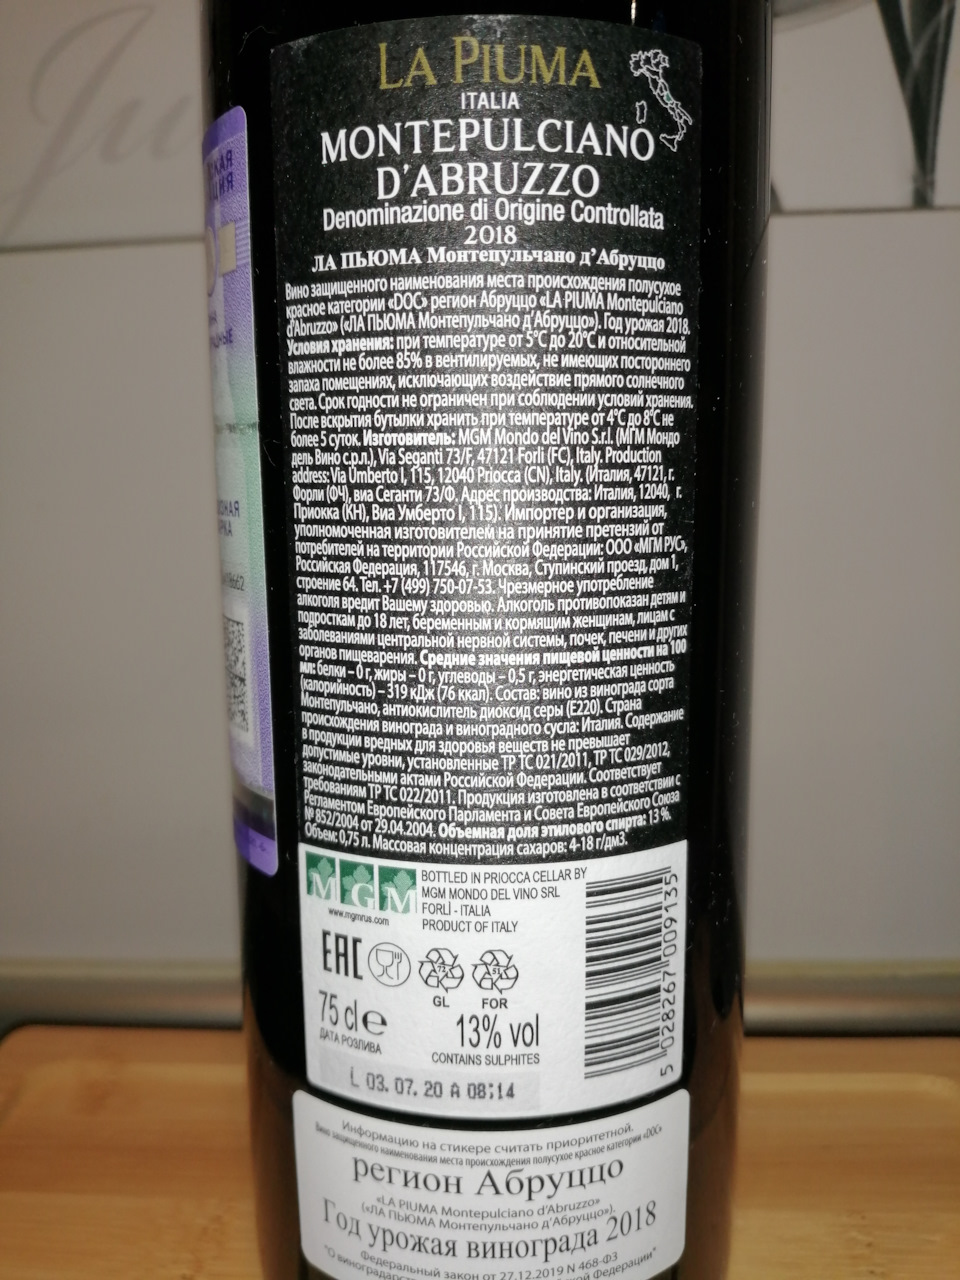 LA PIUMA
ITALIA
MONTEPULCIANO
D'ABRUZZO
Denominazione di Origine Controllata
2018
ЛА ПЬЮМА Монтепульчано д'Абруццо
Вино защищенного наименования места происхождения полусухое
красное категории «DOC» регион Абруццо «LA PIUMA Montepulciano
d'Abruzzo» («ЛА ПЬЮМА Монтепульчано д'Абруццо»). Год урожая 2018.
Условия хранения: при температуре от 5°С до 20°С и относительной
влажности не более 85% в вентилируемых, не имеющих постороннего
запаха помещениях, исключающих воздействие прямого солнечного
света. Срок годности не ограничен при соблюдении условий хранения.
После вскрытия бутылки хранить при температуре от 4°С до 8°С не
более 5 суток. Изготовитель: MGM Mondo del Vino S.r.l. (МГМ Мондо
дель Вино с.р.л.), Via Seganti 73/F, 47121 Forlì (FC), Italy. Production
address: Via Umberto I, 115, 12040 Priocca (CN), Italy. (Италия, 47121, г.
Форли (ФЧ), виа Сеганти 73/Ф. Адрес производства: Италия, 12040, г.
Приокка (КН), Виа Умберто I, 115). Импортер и организация,
уполномоченная изготовителем на принятие претензий от
потребителей на территории Российской Федерации: ООО «МГМ РУС»,
Российская Федерация, 117546, г. Москва, Ступинский проезд, дом 1,
строение 64. Тел. +7 (499) 750-07-53. Чрезмерное употребление
алкоголя вредит Вашему здоровью. Алкоголь противопоказан детям и
подросткам до 18 лет, беременным и кормящим женщинам, лицам с
заболеваниями центральной нервной системы, почек, печени и других
органов пищеварения. Средние значения пищевой ценности на 100
мл: белки – 0 г, жиры – 0 г, углеводы – 0,5 г, энергетическая ценность
(калорийность) – 319 кДж (76 ккал). Состав: вино из винограда сорта
Монтепульчано, антиокислитель диоксид серы (Е220). Страна
происхождения винограда и виноградного сусла: Италия. Содержание
в продукции вредных для здоровья веществ не превышает
допустимые уровни, установленные ТР ТС 021/2011, ТР ТС 029/2012,
законодательными актами Российской Федерации. Соответствует
требованиям ТР ТС 022/2011. Продукция изготовлена в соответствии с
Регламентом Европейского Парламента и Совета Европейского Союза
№ 852/2004 от 29.04.2004. Объемная доля этилового спирта: 13 %.
Объем: 0,75 л. Массовая концентрация сахаров: 4-18 г/дм3.
MGM
www.mgmrus.com
BOTTLED IN PRIOCCA CELLAR BY
MGM MONDO DEL VINO SRL
FORLÌ - ITALIA
PRODUCT OF ITALY
EAC
72
GL
51
FOR
75 cl e
ДАТА РОЗЛИВА
13% vol
CONTAINS SULPHITES
L 03. 07. 20 A 08:14
5 028267 009135
Информацию на стикере считать приоритетной.
Вино защищенного наименования места происхождения полусухое красное категории «DOC»
регион Абруццо
«LA PIUMA Montepulciano d'Abruzzo»
(«ЛА ПЬЮМА Монтепульчано д'Абруццо»).
Год урожая винограда 2018
Федеральный закон от 27.12.2019 N 468-ФЗ